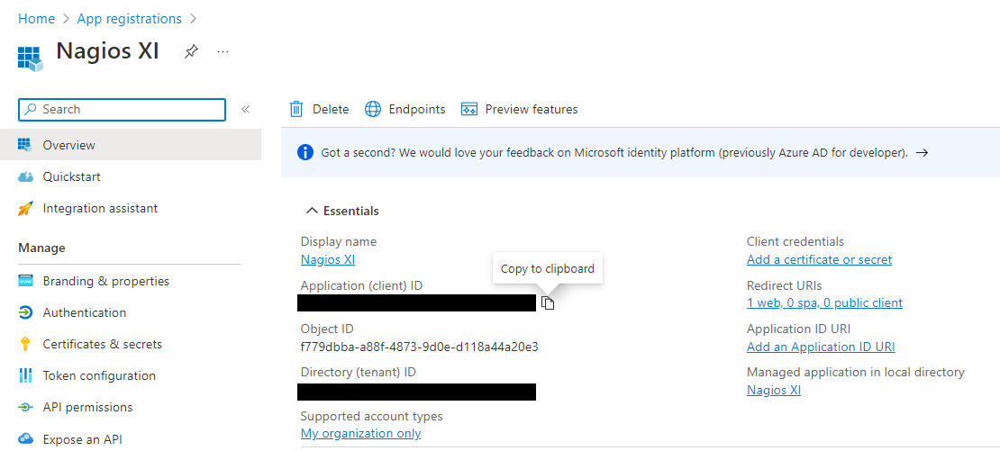 Home > App registrations >
Nagios XI
Search
Delete
Endpoints
Preview features
Overview
Quickstart
Integration assistant
Manage
Branding & properties
Authentication
Certificates & secrets
Token configuration
API permissions
Expose an API
Got a second? We would love your feedback on Microsoft identity platform (previously Azure AD for developer). →
Essentials
Display name
Nagios XI
Copy to clipboard
Application (client) ID
Object ID
f779dbba-a88f-4873-9d0e-d118a44a20e3
Directory (tenant) ID
Supported account types
My organization only
Client credentials
Add a certificate or secret
Redirect URIs
1 web, 0 spa, 0 public client
Application ID URI
Add an Application ID URI
Managed application in local directory
Nagios XI